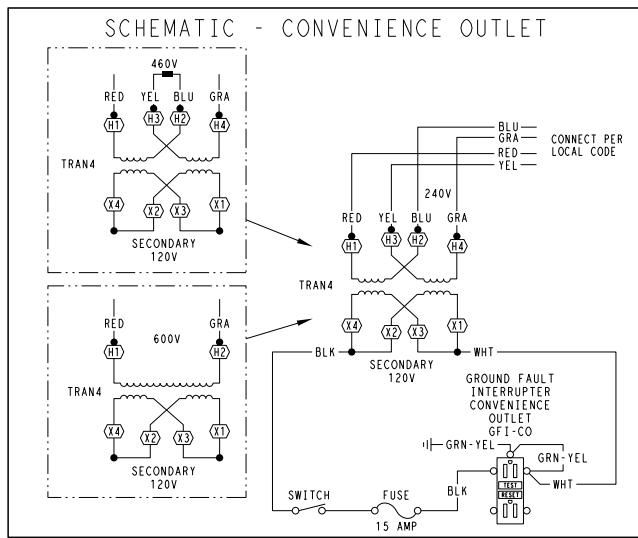 SCHEMATIC - CONVENIENCE OUTLET
460V
RED YEL BLU GRA
H1 H3 H2 H4
TRAN4
X4 X2 X3 X1
SECONDARY
120V
RED GRA
600V
H1 H2
TRAN4
X4 X2 X3 X1
SECONDARY
120V
BLU
GRA
RED
YEL
CONNECT PER
LOCAL CODE
240V
RED YEL BLU GRA
H1 H3 H2 H4
TRAN4
X4 X2 X3 X1
BLK
WHT
SECONDARY
120V
GROUND FAULT
INTERRUPTER
CONVENIENCE
OUTLET
GFI-CO
GRN-YEL
GRN-YEL
WHT
BLK
TEST
RESET
SWITCH
FUSE
15 AMP